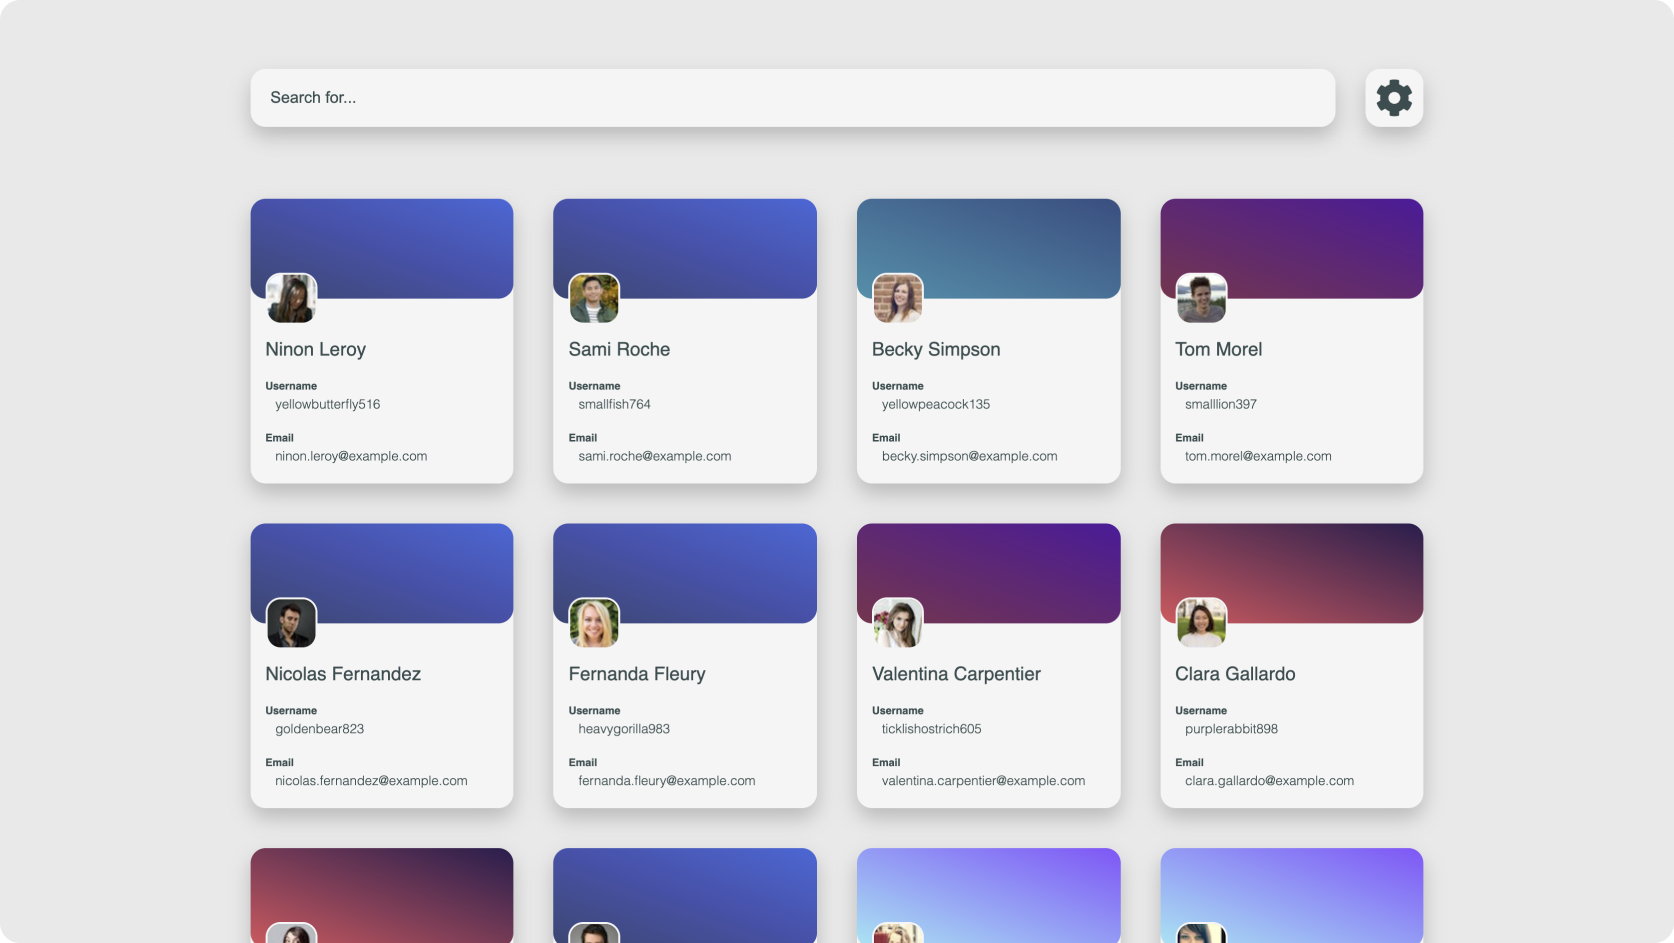 Search for...
Ninon Leroy
Username
yellowbutterfly516
Email
ninon.leroy@example.com
Sami Roche
Username
smallfish764
Email
sami.roche@example.com
Becky Simpson
Username
yellowpeacock135
Email
becky.simpson@example.com
Tom Morel
Username
smalllion397
Email
tom.morel@example.com
Nicolas Fernandez
Username
goldenbear823
Email
nicolas.fernandez@example.com
Fernanda Fleury
Username
heavygorilla983
Email
fernanda.fleury@example.com
Valentina Carpentier
Username
ticklishostrich605
Email
valentina.carpentier@example.com
Clara Gallardo
Username
purplerabbit898
Email
clara.gallardo@example.com